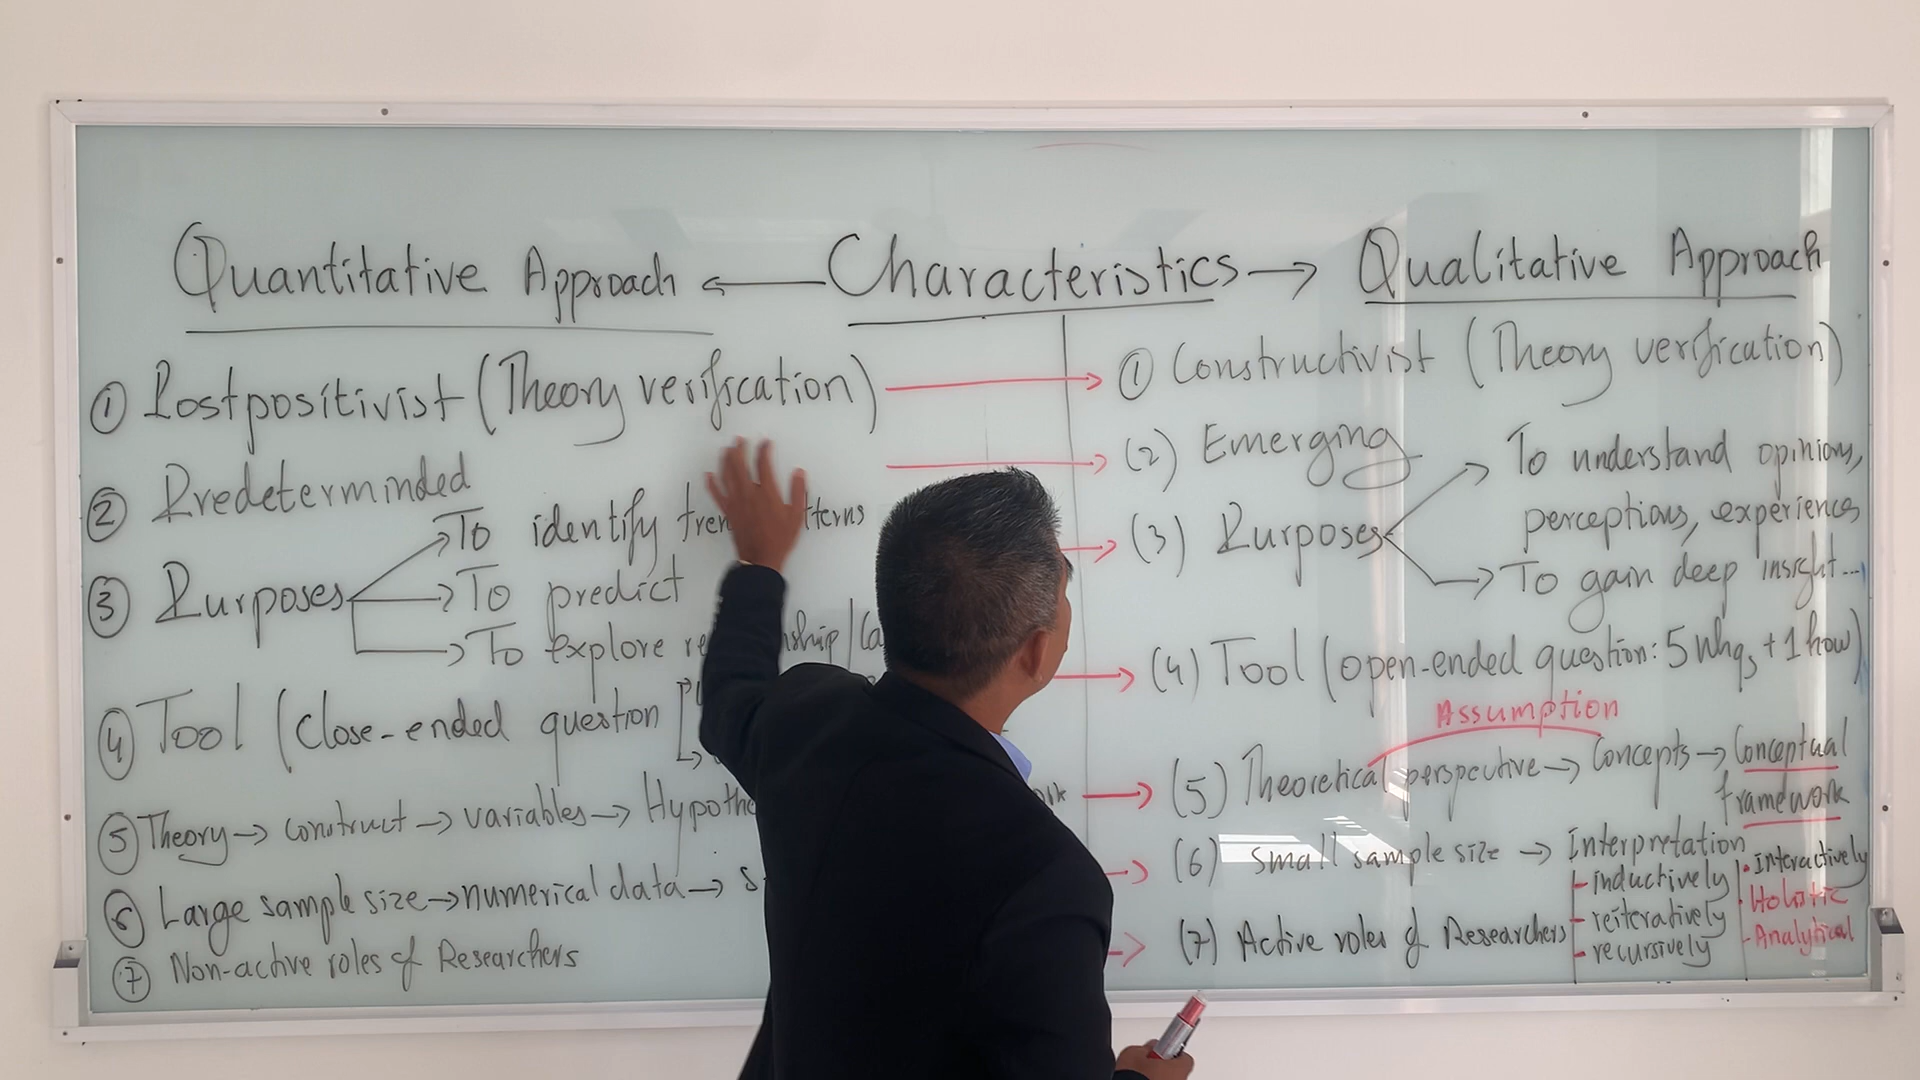 Quantitative Approach ← Characteristics → Qualitative Approach
① Postpositivist (Theory verification)
② Predeterminded
③ Purposes
→ To identify tterns
→ To predict
→ To explore
④ Tool (Close-ended question
⑤ Theory → construct → variables → Hypothe
⑥ Large sample size → numerical data → s
⑦ Non-active roles of Researchers
① Constructivist (Theory verification)
(2) Emerging
(3) Purposes
→ To understand opinions,
perceptions, experiences
→ To gain deep insight...
(4) Tool (open-ended question: 5 Whqs + 1 how)
Assumption
(5) Theoretical perspective → Concepts → Conceptual
framework
(6) Small sample size → Interpretation
- inductively
- reiteratively
- recursively
• Interactively
• Holistic
- Analytical
(7) Active roles of Researchers